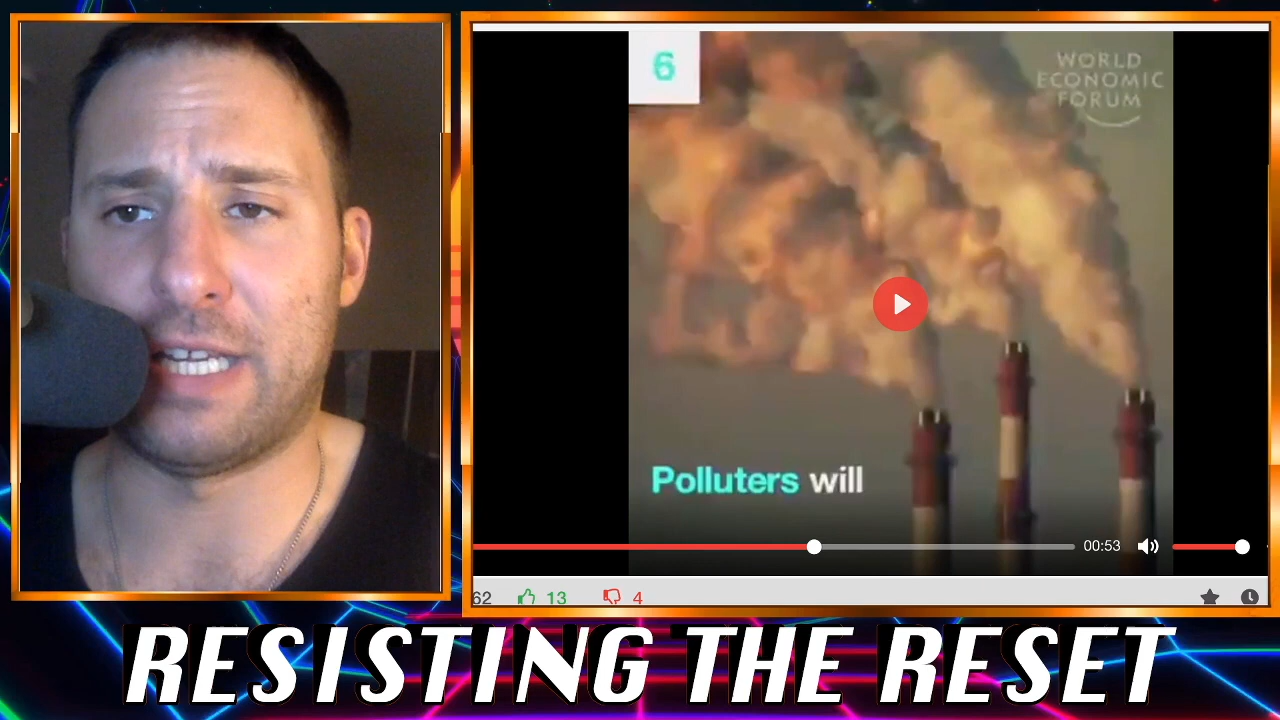 6
WORLD
ECONOMIC
FORUM
Polluters will
00:53
62
13
4
RESISTING THE RESET